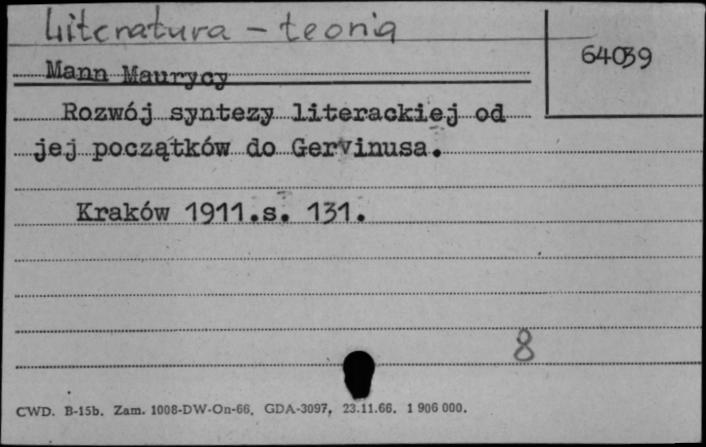 Literatura - teoria
64039
Mann Maurycy
Rozwój syntezy literackiej od
jej początków do Gervinusa.
Kraków 1911.s. 131.
8
CWD. B-15b. Zam. 1008-DW-On-66. GDA-3097, 23.11.66. 1 906 000.